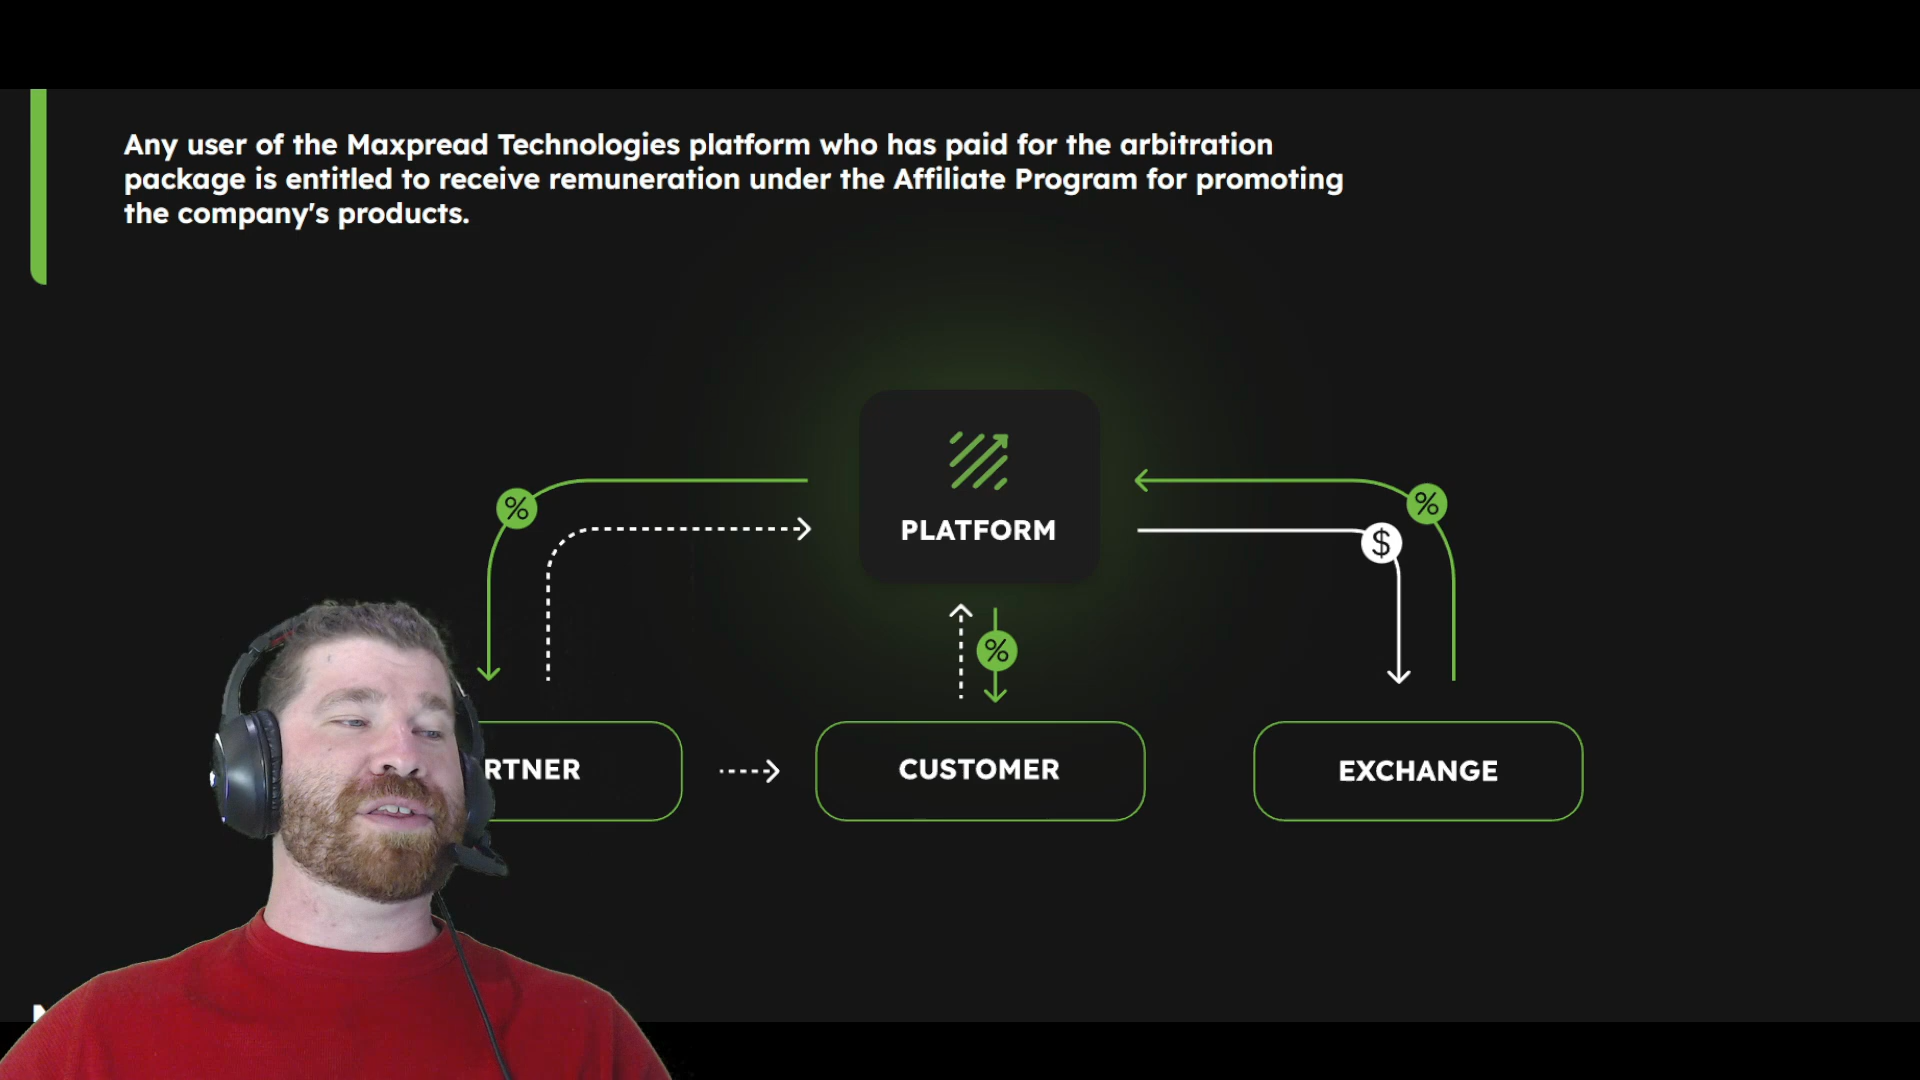 Any user of the Maxpread Technologies platform who has paid for the arbitration
package is entitled to receive remuneration under the Affiliate Program for promoting
the company's products.
PLATFORM
%
%
$
%
RTNER
CUSTOMER
EXCHANGE